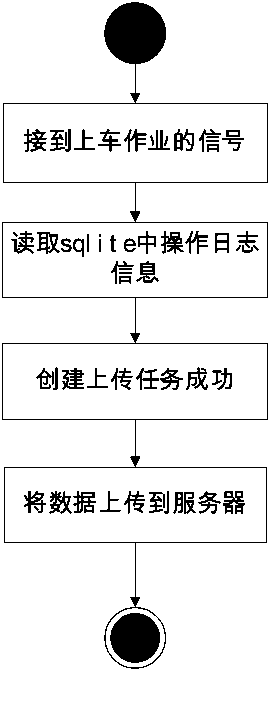 接到上车作业的信号
读取sqlite中操作日志
信息
创建上传任务成功
将数据上传到服务器